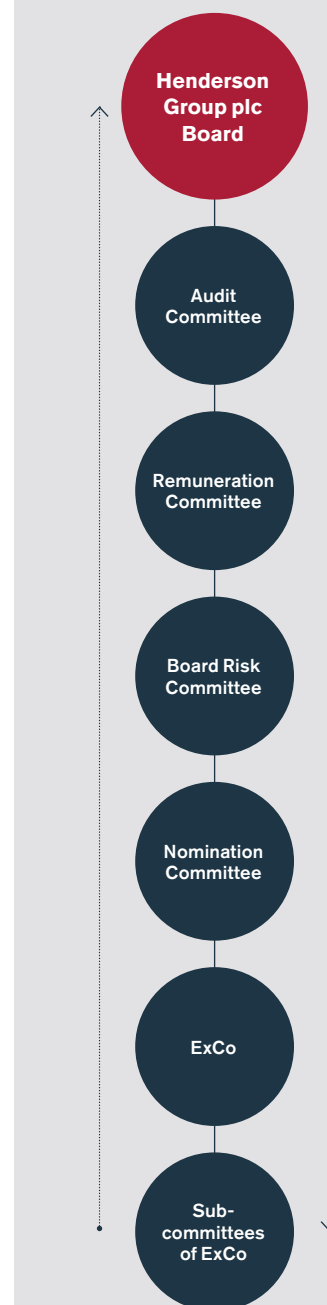 Henderson
Group plc
Board
Audit
Committee
Remuneration
Committee
Board Risk
Committee
Nomination
Committee
ExCo
Sub-
committees
of ExCo